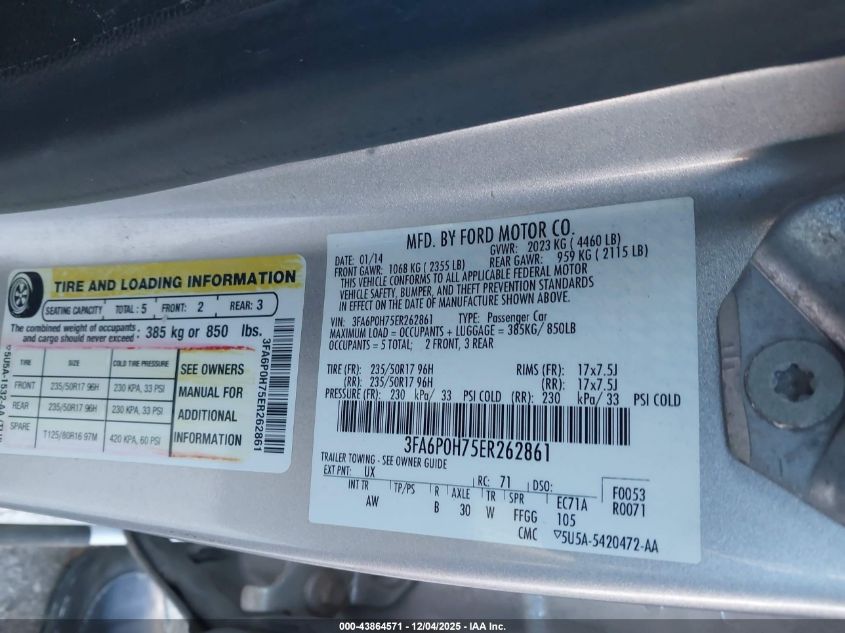 TIRE AND LOADING INFORMATION
SEATING CAPACITY TOTAL : 5 FRONT: 2 REAR: 3
The combined weight of occupants and cargo should never exceed : 385 kg or 850 lbs.
TIRE SIZE COLD TIRE PRESSURE
FRONT 235/50R17 96H 230 KPA, 33 PSI
REAR 235/50R17 96H 230 KPA, 33 PSI
SPARE T125/80R16 97M 420 KPA, 60 PSI
SEE OWNERS
MANUAL FOR
ADDITIONAL
INFORMATION
3FA6P0H75ER262861
MFD. BY FORD MOTOR CO.
DATE: 01/14 GVWR: 2023 KG ( 4460 LB)
FRONT GAWR: 1068 KG ( 2355 LB) REAR GAWR: 959 KG ( 2115 LB)
THIS VEHICLE CONFORMS TO ALL APPLICABLE FEDERAL MOTOR
VEHICLE SAFETY, BUMPER, AND THEFT PREVENTION STANDARDS
IN EFFECT ON THE DATE OF MANUFACTURE SHOWN ABOVE.
VIN: 3FA6P0H75ER262861 TYPE: Passenger Car
MAXIMUM LOAD = OCCUPANTS + LUGGAGE = 385KG/ 850LB
OCCUPANTS = 5 TOTAL: 2 FRONT, 3 REAR
TIRE (FR): 235/50R17 96H RIMS (FR): 17x7.5J
(RR): 235/50R17 96H (RR): 17x7.5J
PRESSURE (FR): 230 kPa/ 33 PSI COLD (RR): 230 kPa/ 33 PSI COLD
3FA6P0H75ER262861
TRAILER TOWING - SEE OWNER GUIDE
EXT PNT: UX RC: 71 DSO: F0053
INT TR TP/PS R AXLE TR SPR EC71A R0071
AW B 30 W FFGG 105
CMC ▽5U5A-5420472-AA
000-43864571 | 12/04/2025 - IAA Inc.